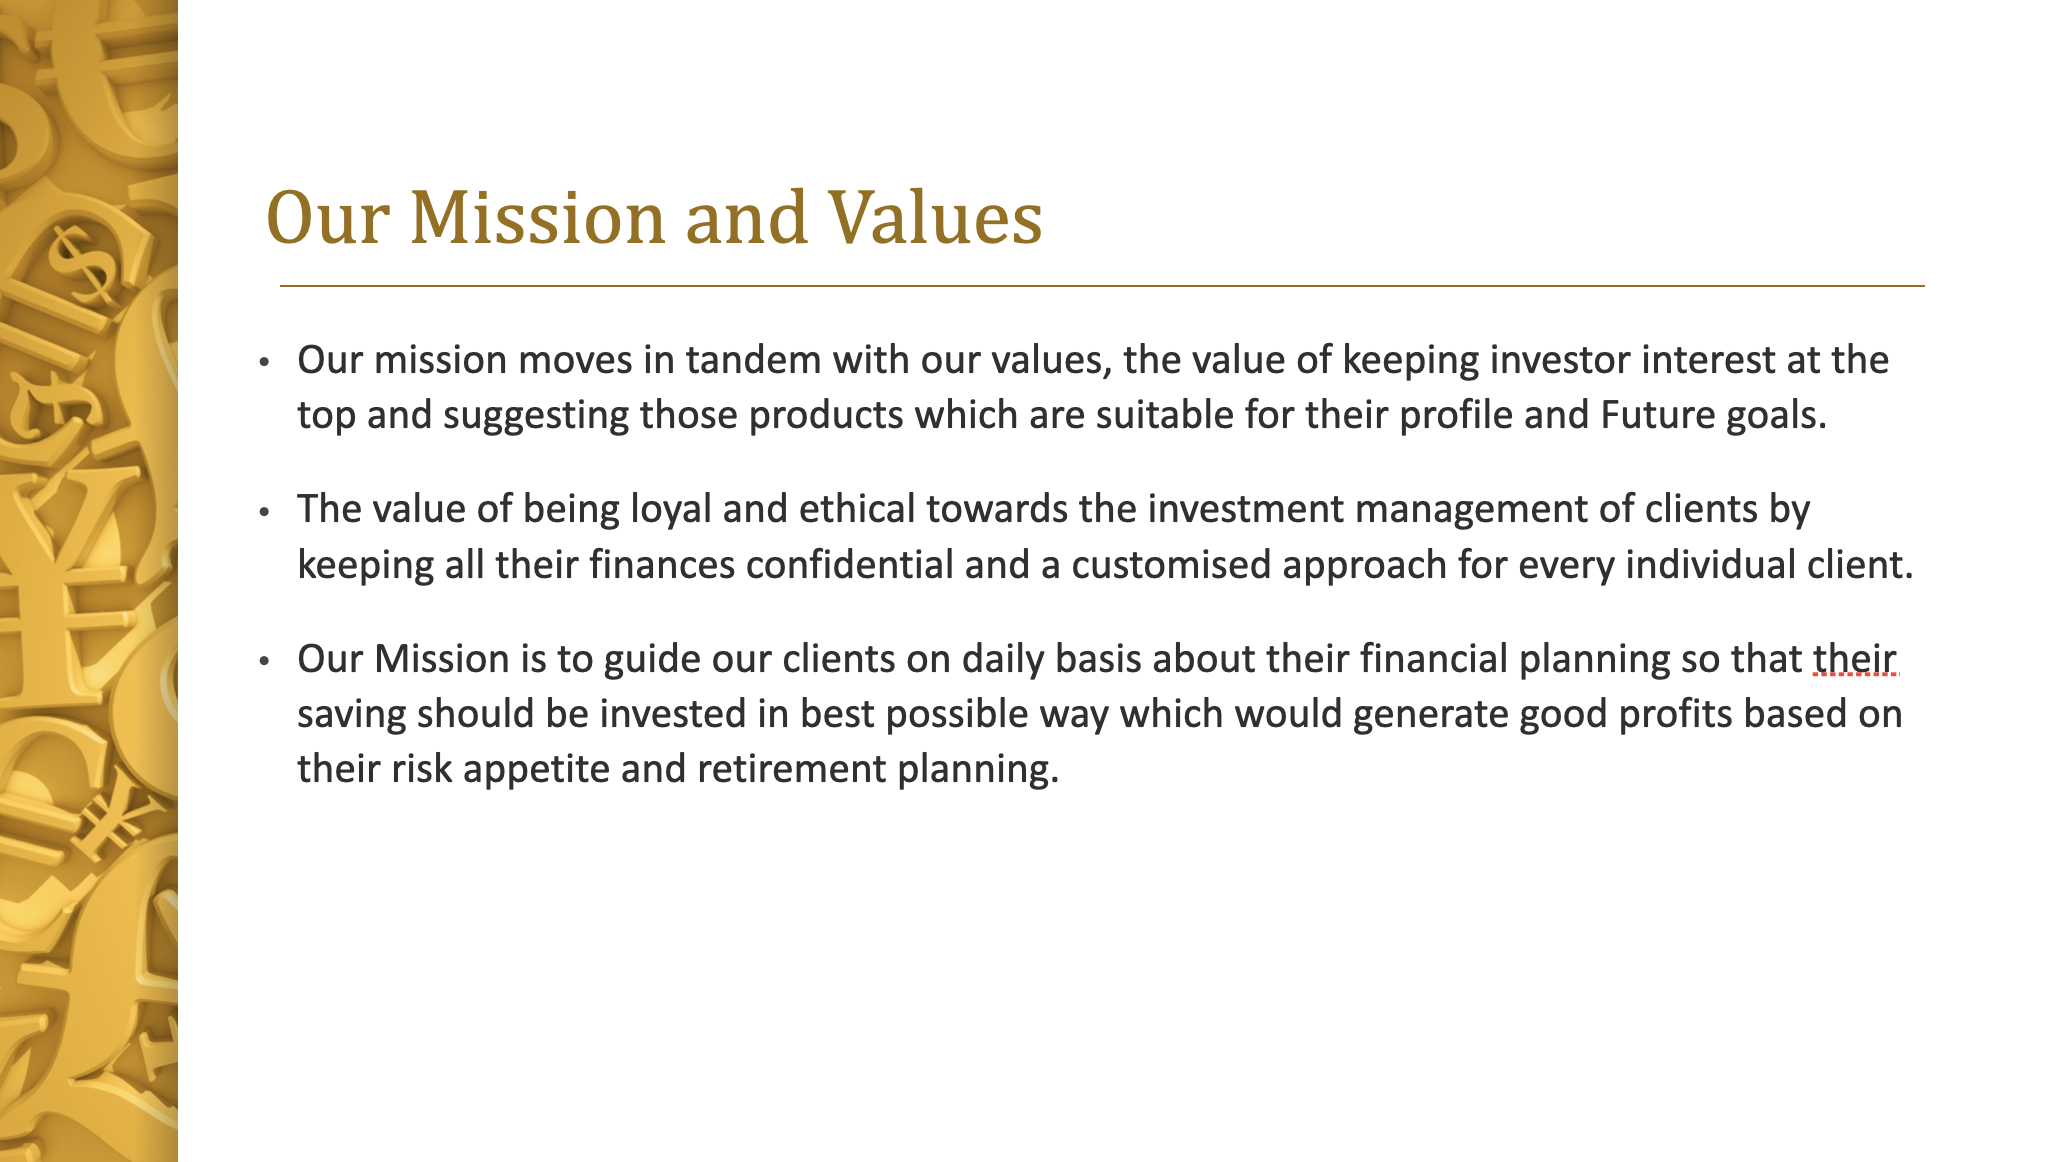 Our Mission and Values
• Our mission moves in tandem with our values, the value of keeping investor interest at the
top and suggesting those products which are suitable for their profile and Future goals.
• The value of being loyal and ethical towards the investment management of clients by
keeping all their finances confidential and a customised approach for every individual client.
• Our Mission is to guide our clients on daily basis about their financial planning so that their
saving should be invested in best possible way which would generate good profits based on
their risk appetite and retirement planning.